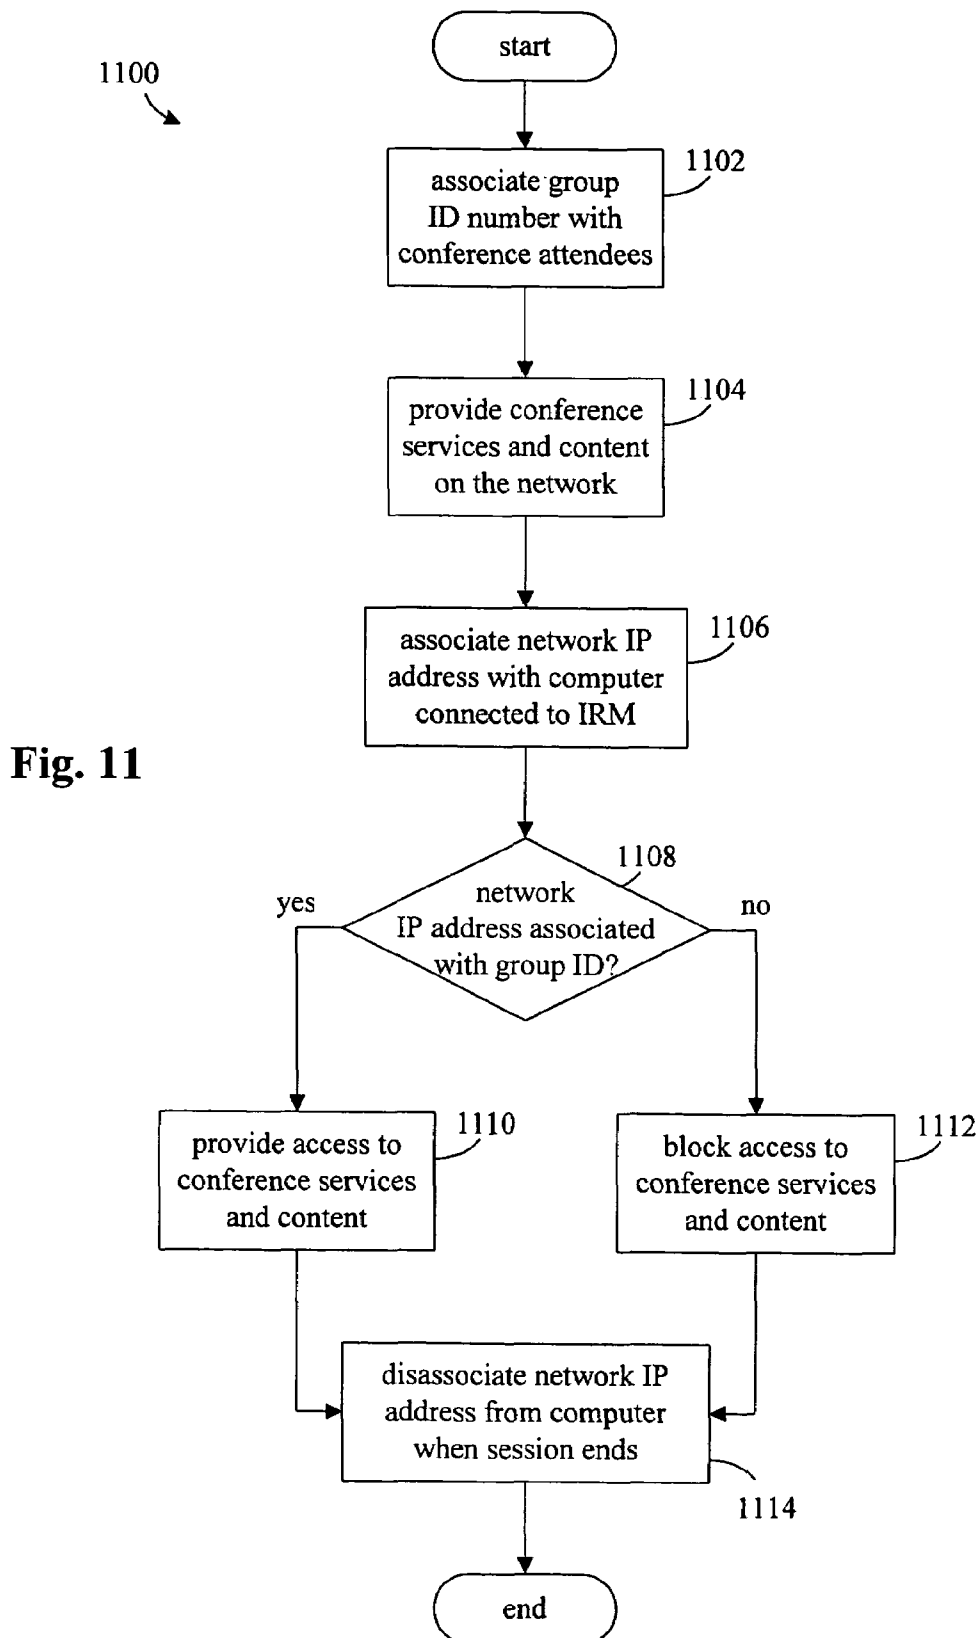 start
1100
1102
associate group
ID number with
conference attendees
1104
provide conference
services and content
on the network
1106
associate network IP
address with computer
connected to IRM
Fig. 11
1108
yes
network
no
IP address associated
with group ID?
1110
provide access to
conference services
and content
1112
block access to
conference services
and content
disassociate network IP
address from computer
when session ends
1114
end